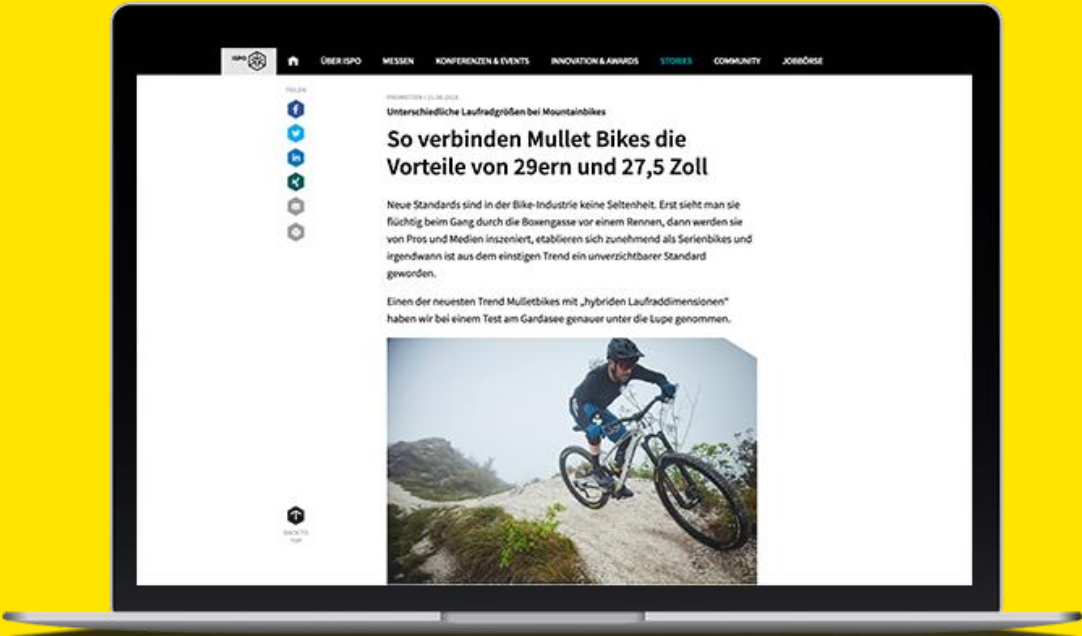 ISPO
ÜBER ISPO MESSEN KONFERENZEN & EVENTS INNOVATION & AWARDS STORIES COMMUNITY JOBBÖRSE
TEILEN
Unterschiedliche Laufradgrößen bei Mountainbikes
So verbinden Mullet Bikes die
Vorteile von 29ern und 27,5 Zoll
Neue Standards sind in der Bike-Industrie keine Seltenheit. Erst sieht man sie
flüchtig beim Gang durch die Boxengasse vor einem Rennen, dann werden sie
von Pros und Medien inszeniert, etablieren sich zunehmend als Serienbikes und
irgendwann ist aus dem einstigen Trend ein unverzichtbarer Standard
geworden.
Einen der neuesten Trend Mulletbikes mit „hybriden Laufraddimensionen"
haben wir bei einem Test am Gardasee genauer unter die Lupe genommen.
BACK TO
TOP